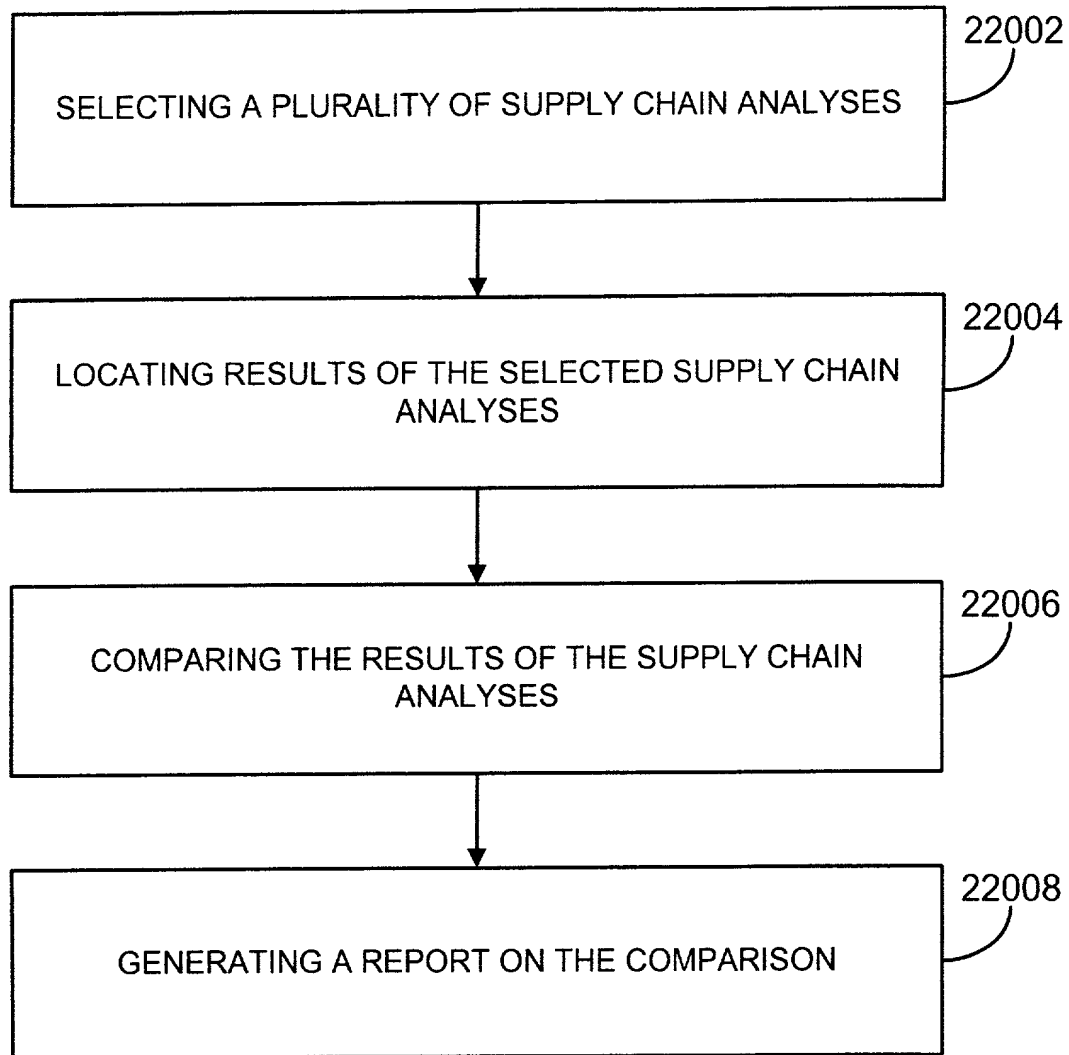 22002
SELECTING A PLURALITY OF SUPPLY CHAIN ANALYSES
22004
LOCATING RESULTS OF THE SELECTED SUPPLY CHAIN
ANALYSES
22006
COMPARING THE RESULTS OF THE SUPPLY CHAIN
ANALYSES
22008
GENERATING A REPORT ON THE COMPARISON